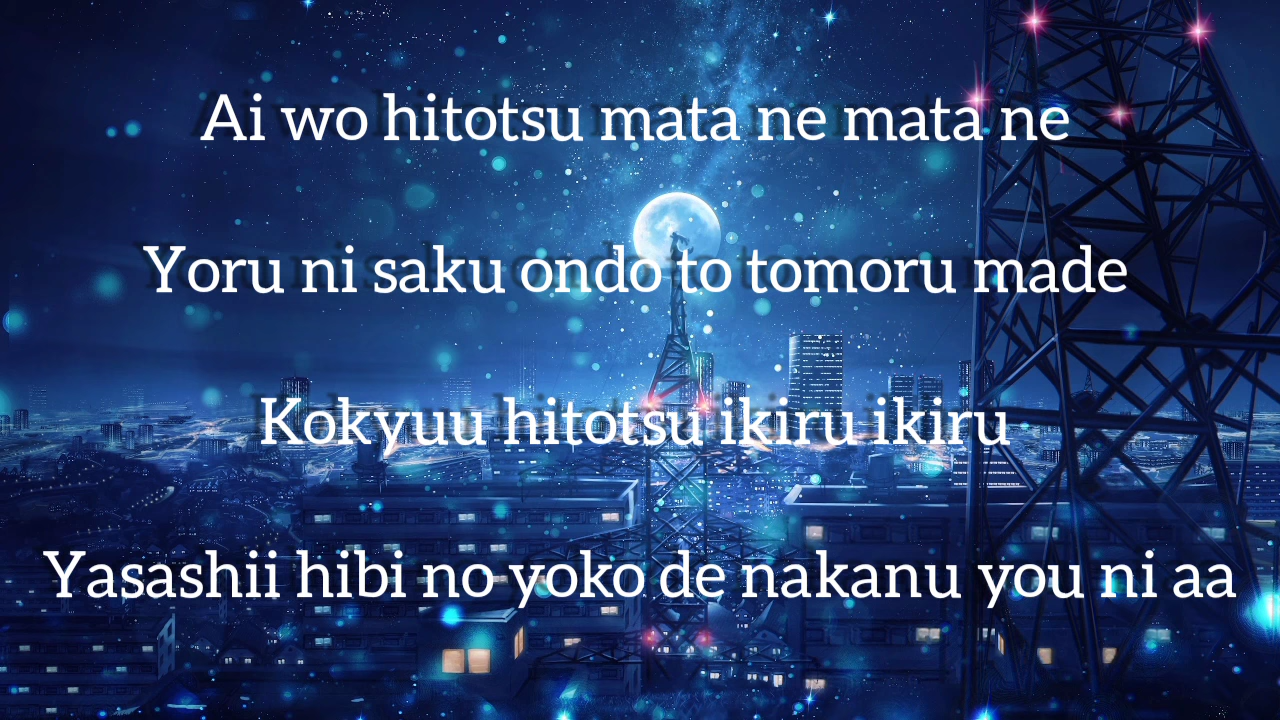 Ai wo hitotsu mata ne mata ne
Yoru ni saku ondo to tomoru made
Kokyuu hitotsu ikiru ikiru
Yasashii hibi no yoko de nakanu you ni aa